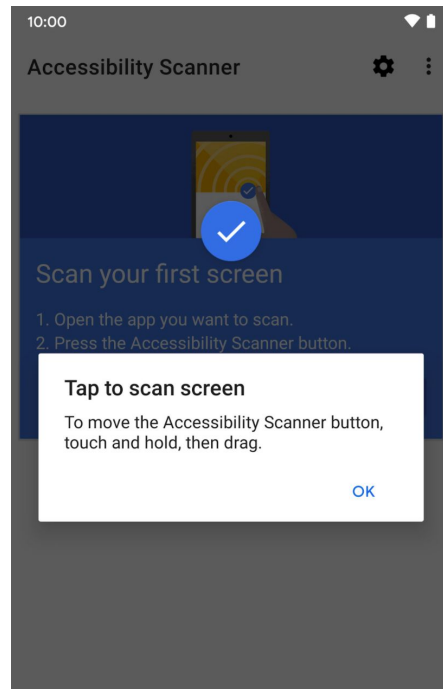 10:00
Accessibility Scanner
Scan your first screen
1. Open the app you want to scan.
2. Press the Accessibility Scanner button.
Tap to scan screen
To move the Accessibility Scanner button,
touch and hold, then drag.
OK